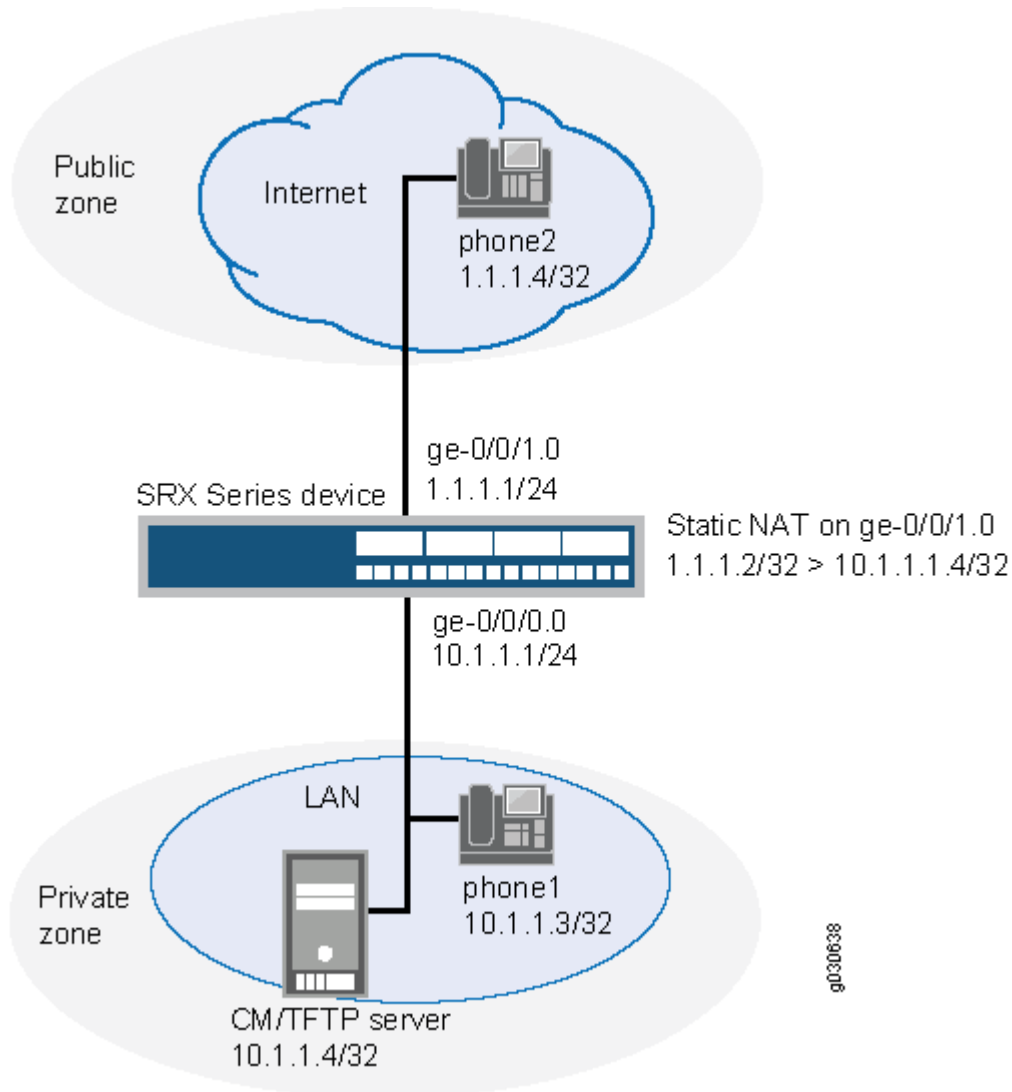 Public
zone
Internet
phone2
1.1.1.4/32
ge-0/0/1.0
1.1.1.1/24
SRX Series device
Static NAT on ge-0/0/1.0
1.1.1.2/32 > 10.1.1.1.4/32
ge-0/0/0.0
10.1.1.1/24
LAN
phone1
10.1.1.3/32
Private
zone
CM/TFTP server
10.1.1.4/32
g030638